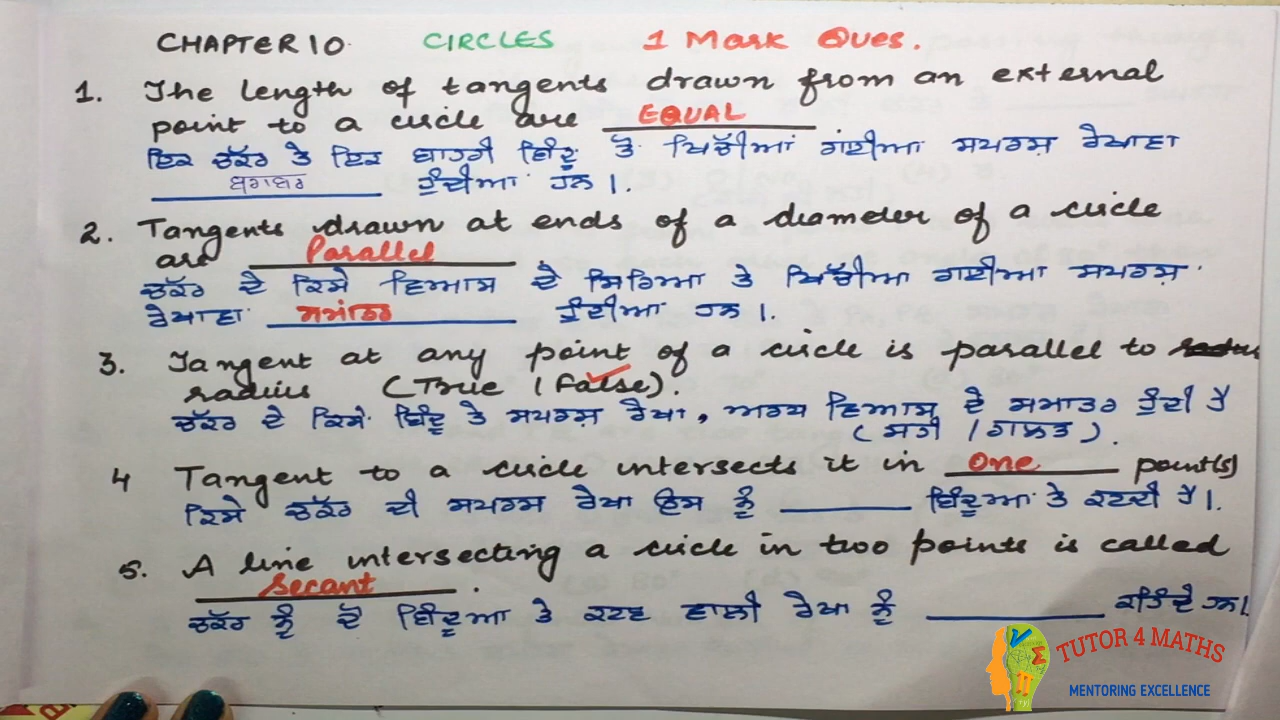 CHAPTER 10 CIRCLES 1 Mark Ques.
1. The length of tangents drawn from an external
point to a circle are EQUAL
ਇਕ ਚੱਕਰ ਤੇ ਇਕ ਬਾਹਰੀ ਬਿੰਦੂ ਤੋਂ ਖਿੱਚੀਆਂ ਗਈਆ ਸਪਰਸ਼ ਰੇਖਾਵਾ
ਬਰਾਬਰ ਹੁੰਦੀਆਂ ਹਨ ।.
2. Tangents drawn at ends of a diameter of a circle
are Parallel
ਚੱਕਰ ਦੇ ਕਿਸੇ ਵਿਆਸ ਦੇ ਸਿਰਿਆ ਤੇ ਖਿੱਚੀਆ ਗਈਆ ਸਪਰਸ਼
ਰੇਖਾਵਾ ਸਮਾਂਤਰ ਹੁੰਦੀਆਂ ਹਨ ।.
3. Tangent at any point of a circle is parallel to
radius (True / False).
ਚੱਕਰ ਦੇ ਕਿਸੇ ਬਿੰਦੂ ਤੇ ਸਪਰਸ਼ ਰੇਖਾ, ਅਰਧ ਵਿਆਸ ਦੇ ਸਮਾਤਰ ਹੁੰਦੀ ਹੈ
( ਸਹੀ / ਗਲਤ ).
4 Tangent to a circle intersects it in One point(s)
ਕਿਸੇ ਚੱਕਰ ਦੀ ਸਪਰਸ ਰੇਖਾ ਉਸ ਨੂੰ ______ ਬਿੰਦੂਆਂ ਤੇ ਕਟਦੀ ਹੈ ।.
5. A line intersecting a circle in two points is called
Secant .
ਚੱਕਰ ਨੂੰ ਦੋ ਬਿੰਦੂਆ ਤੇ ਕਟਣ ਵਾਲੀ ਰੇਖਾ ਨੂੰ ______ ਕਹਿੰਦੇ ਹਨ।
TUTOR 4 MATHS
MENTORING EXCELLENCE